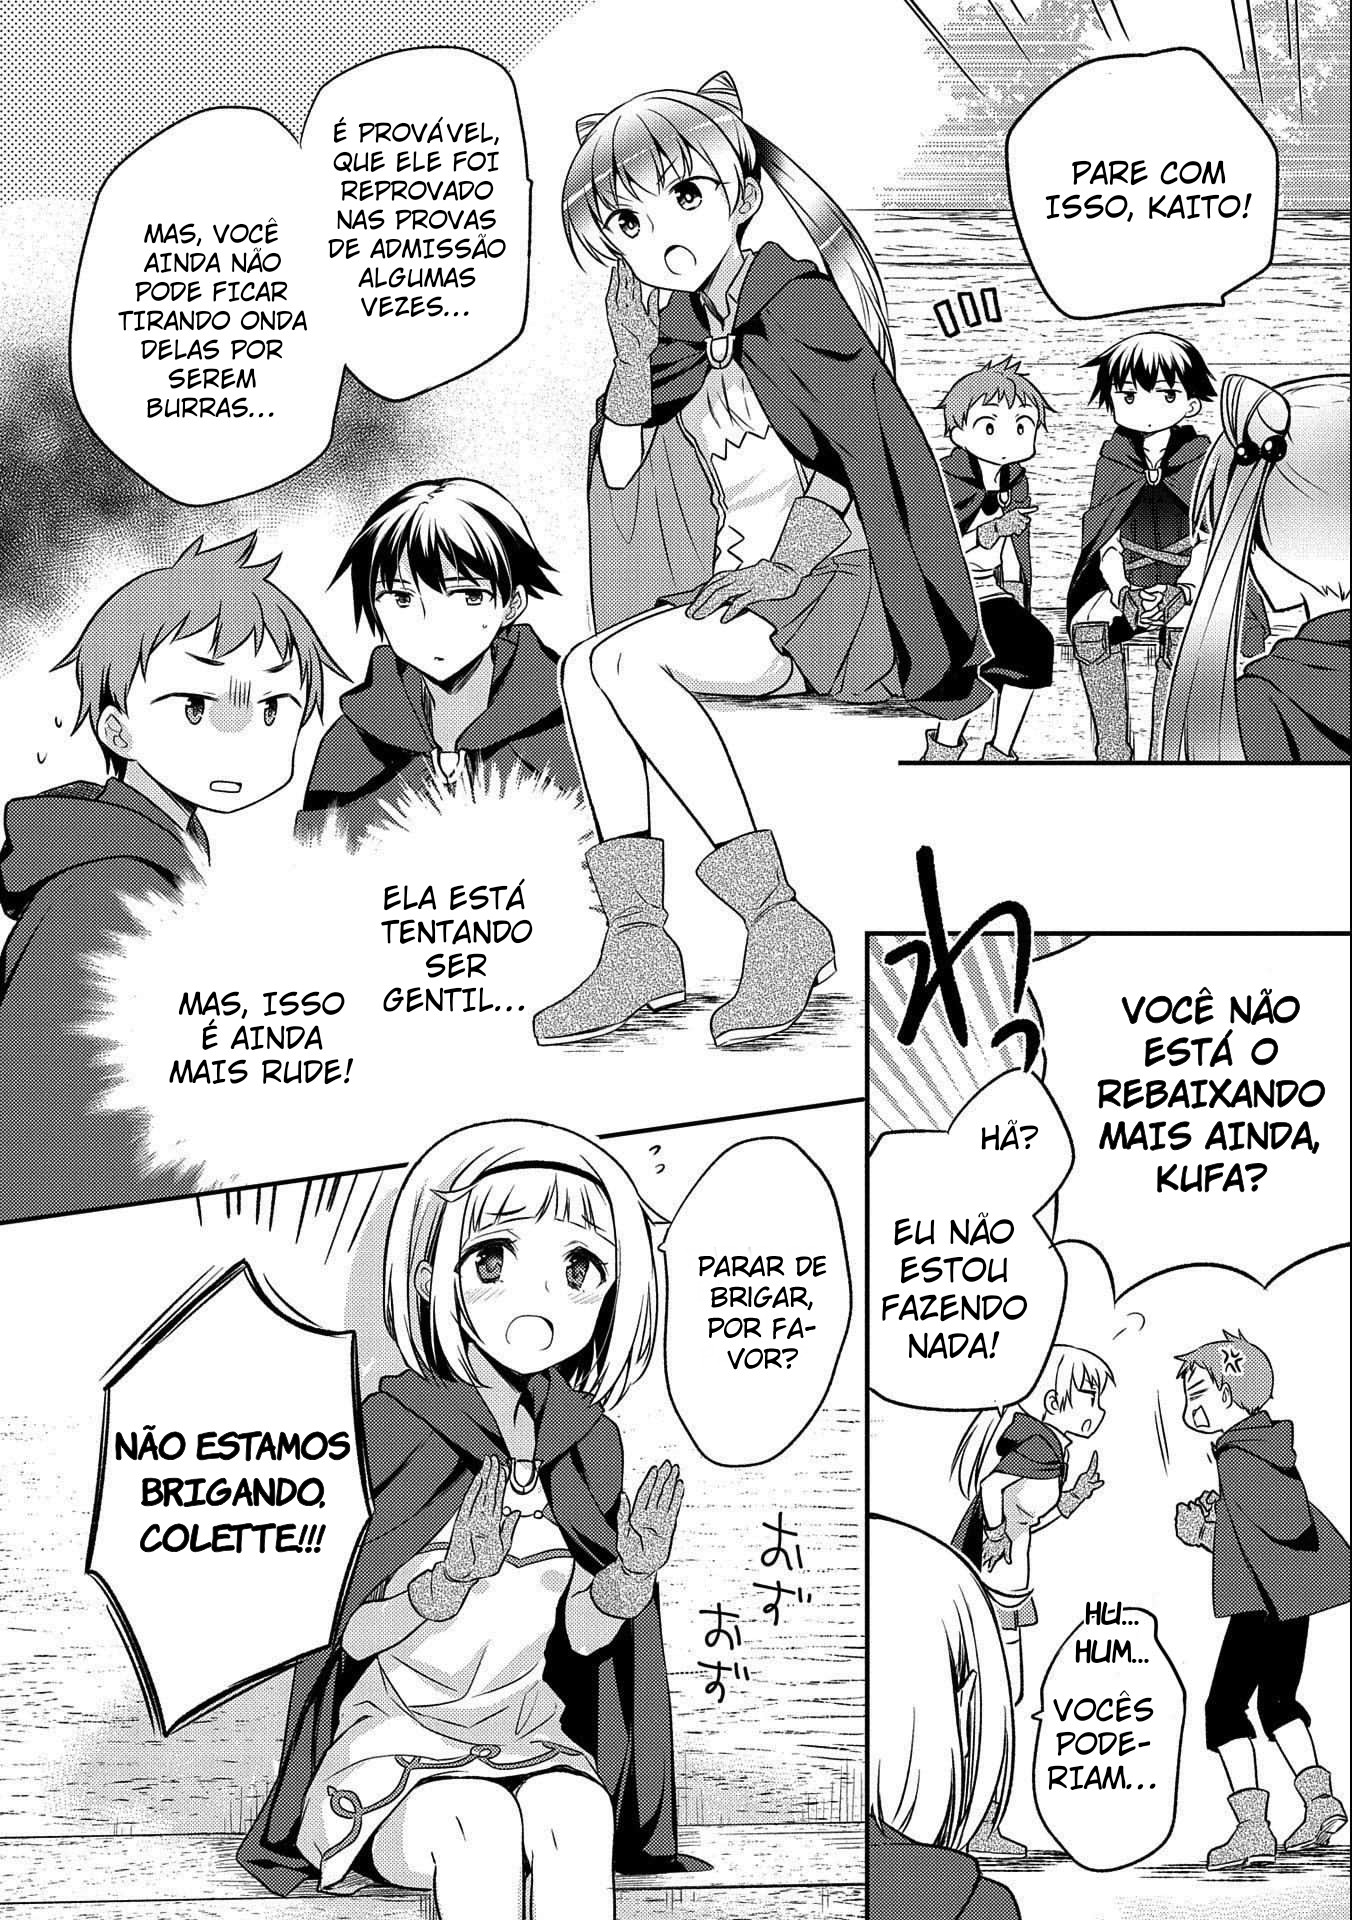 PARE COM
ISSO, KAITO!
É PROVÁVEL,
QUE ELE FOI
REPROVADO
NAS PROVAS
DE ADMISSÃO
ALGUMAS
VEZES...
MAS, VOCÊ
AINDA NÃO
PODE FICAR
TIRANDO ONDA
DELAS POR
SEREM
BURRAS...
ELA ESTÁ
TENTANDO
SER
GENTIL...
MAS, ISSO
É AINDA
MAIS RUDE!
VOCÊ NÃO
ESTÁ O
REBAIXANDO
MAIS AINDA,
KUFA?
わっ
HÃ?
EU NÃO
ESTOU
FAZENDO
NADA!
HU...
HUM...
VOCÊS
PODE-
RIAM...
PARAR DE
BRIGAR,
POR FA-
VOR?
おず
おず
NÃO ESTAMOS
BRIGANDO,
COLETTE!!!